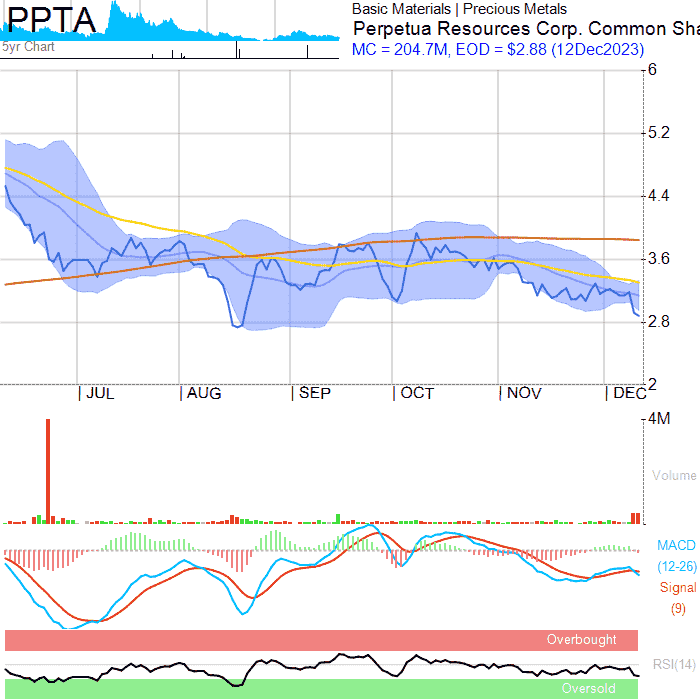 PPTA
5yr Chart
Basic Materials | Precious Metals
Perpetua Resources Corp. Common Sha
MC = 204.7M, EOD = $2.88 (12Dec2023)
6
5.2
4.4
3.6
2.8
2
| JUL | AUG | SEP | OCT | NOV | DEC
4M
Volume
MACD
(12-26)
Signal
(9)
Overbought
RSI(14)
Oversold